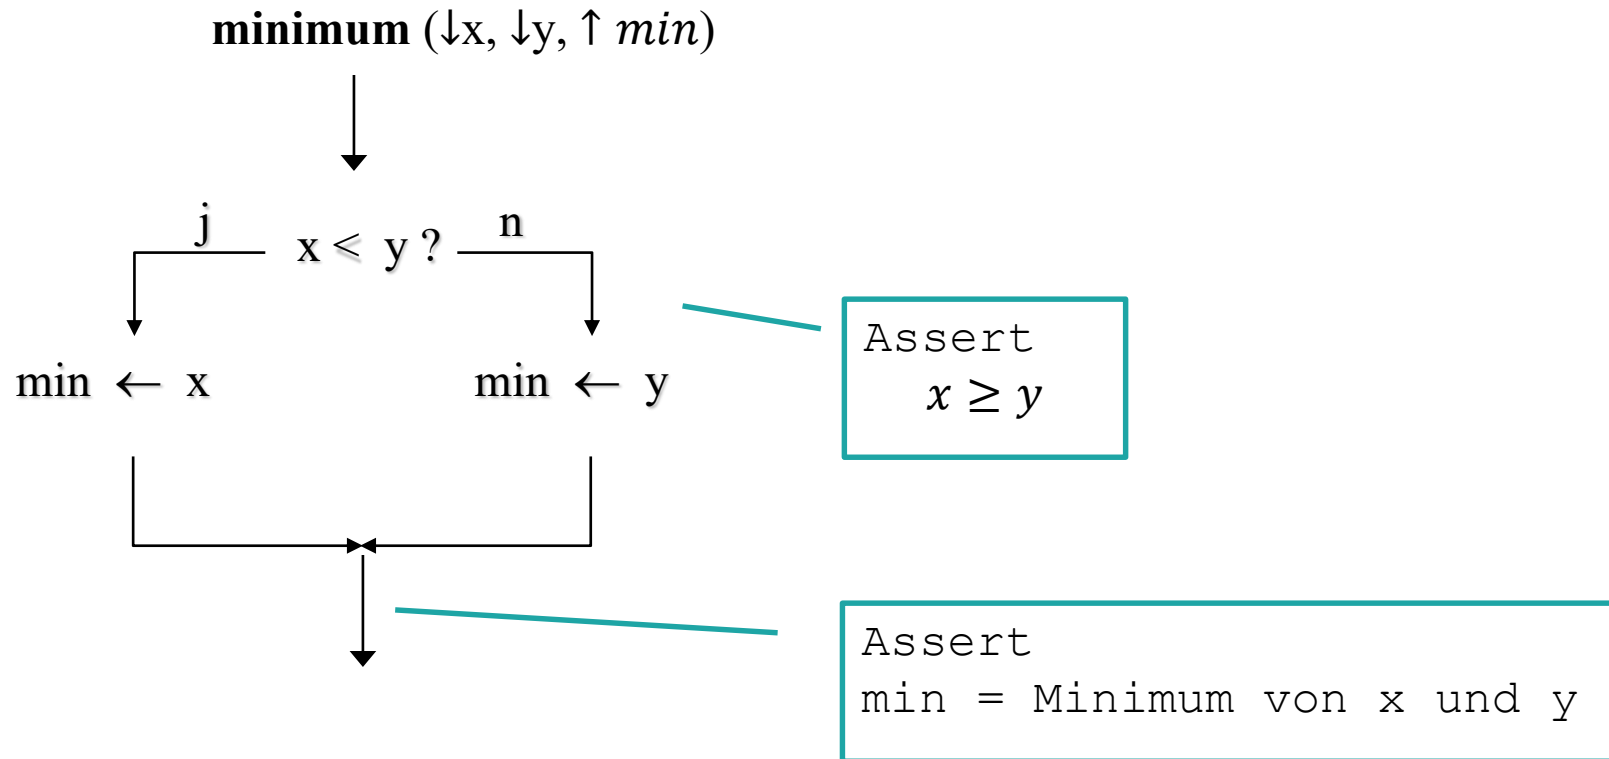 minimum (↓x, ↓y, ↑ min)
j
x < y ?
n
min ← x
min ← y
Assert
x ≥ y
Assert
min = Minimum von x und y